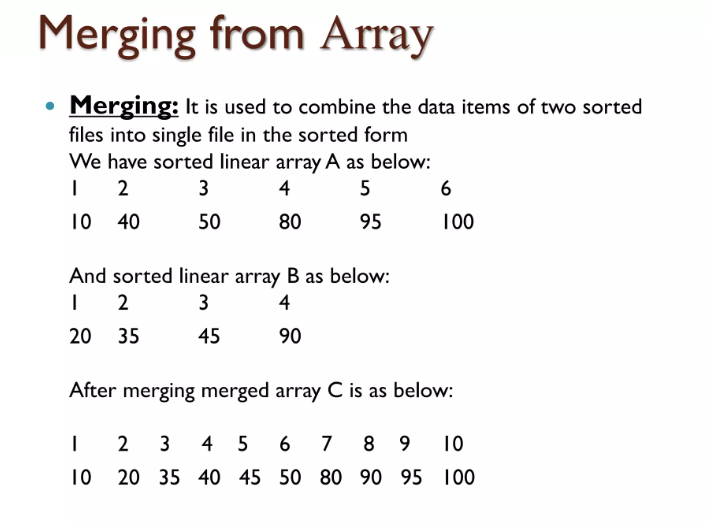 Merging from Array
• Merging: It is used to combine the data items of two sorted
files into single file in the sorted form
We have sorted linear array A as below:
1 2 3 4 5 6
10 40 50 80 95 100
And sorted linear array B as below:
1 2 3 4
20 35 45 90
After merging merged array C is as below:
1 2 3 4 5 6 7 8 9 10
10 20 35 40 45 50 80 90 95 100